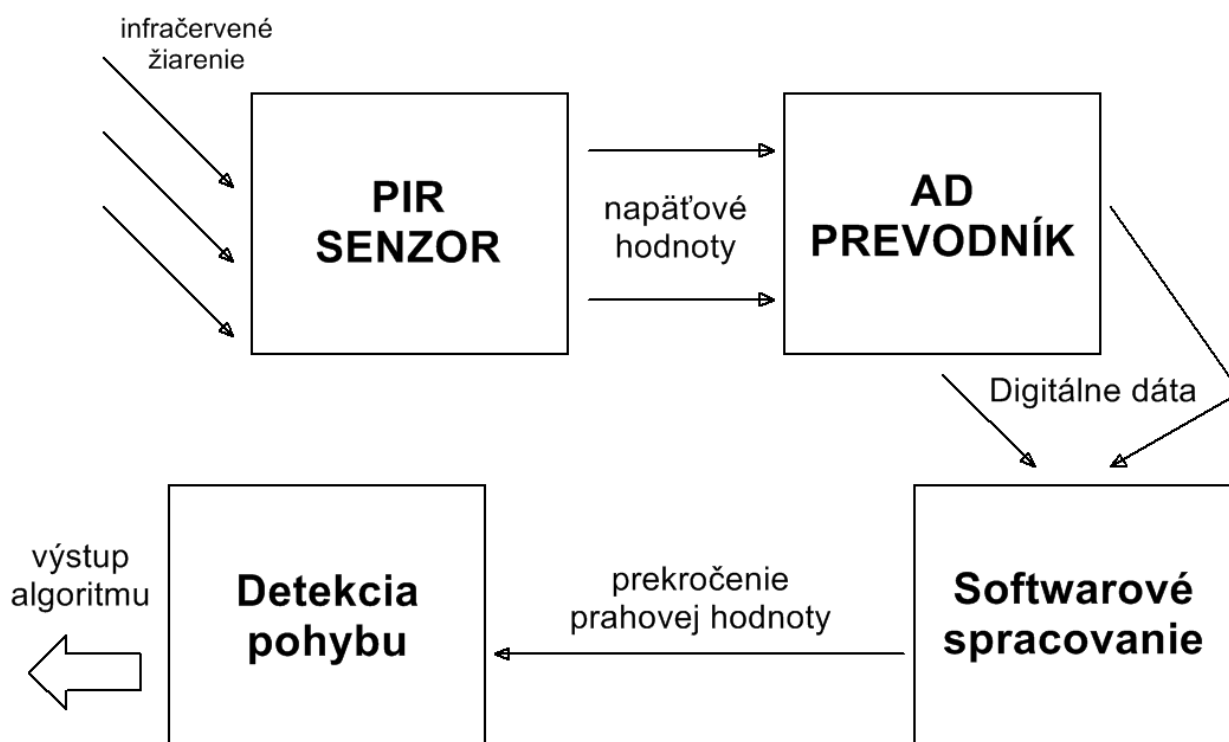 infračervené
žiarenie
PIR
SENZOR
napäťové
hodnoty
AD
PREVODNÍK
Digitálne dáta
Softwarové
spracovanie
prekročenie
prahovej hodnoty
Detekcia
pohybu
výstup
algoritmu